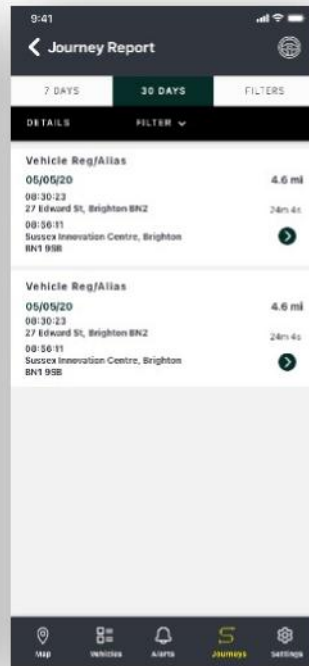 9:41
Journey Report
7 DAYS 30 DAYS FILTERS
DETAILS FILTER
Vehicle Reg/Alias
05/05/20 4.6 mi
08:30:23
27 Edward St, Brighton BN2 24m 4s
08:56:11
Sussex Innovation Centre, Brighton
BN1 9SB
Vehicle Reg/Alias
05/05/20 4.6 mi
08:30:23
27 Edward St, Brighton BN2 24m 4s
08:56:11
Sussex Innovation Centre, Brighton
BN1 9SB
Map Vehicles Alerts Journeys Settings